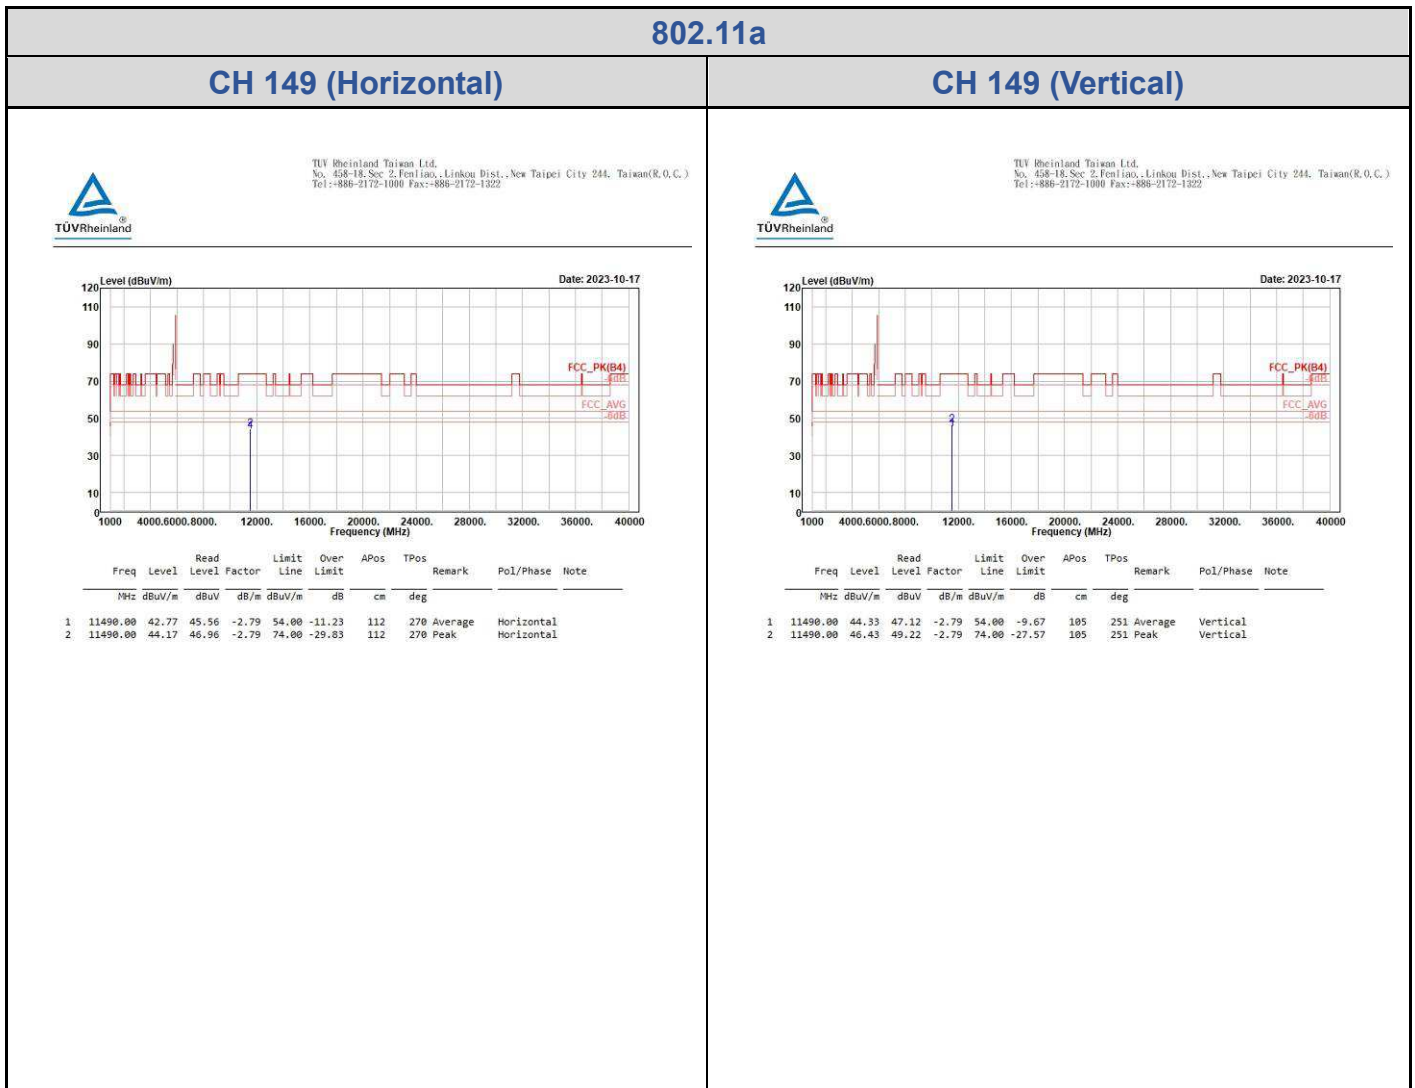 802.11a
CH 149 (Horizontal)
CH 149 (Vertical)
TUV Rheinland Taiwan Ltd.
No. 458-18.Sec 2.Fenliao,.Linkou Dist.,New Taipei City 244. Taiwan(R.O.C.)
Tel:+886-2172-1000 Fax:+886-2172-1322
TÜVRheinland ®
Level (dBuV/m) Date: 2023-10-17
120
110
90
70
50
30
10
0
FCC_PK(B4)
-6dB
FCC_AVG
-6dB
2
1000 4000.6000.8000. 12000. 16000. 20000. 24000. 28000. 32000. 36000. 40000
Frequency (MHz)
Read Limit Over APos TPos
Freq Level Level Factor Line Limit Remark Pol/Phase Note
MHz dBuV/m dBuV dB/m dBuV/m dB cm deg
1 11490.00 42.77 45.56 -2.79 54.00 -11.23 112 270 Average Horizontal
2 11490.00 44.17 46.96 -2.79 74.00 -29.83 112 270 Peak Horizontal
TUV Rheinland Taiwan Ltd.
No. 458-18.Sec 2.Fenliao,.Linkou Dist.,New Taipei City 244. Taiwan(R.O.C.)
Tel:+886-2172-1000 Fax:+886-2172-1322
TÜVRheinland ®
Level (dBuV/m) Date: 2023-10-17
120
110
90
70
50
30
10
0
FCC_PK(B4)
-6dB
FCC_AVG
-6dB
2
1000 4000.6000.8000. 12000. 16000. 20000. 24000. 28000. 32000. 36000. 40000
Frequency (MHz)
Read Limit Over APos TPos
Freq Level Level Factor Line Limit Remark Pol/Phase Note
MHz dBuV/m dBuV dB/m dBuV/m dB cm deg
1 11490.00 44.33 47.12 -2.79 54.00 -9.67 105 251 Average Vertical
2 11490.00 46.43 49.22 -2.79 74.00 -27.57 105 251 Peak Vertical